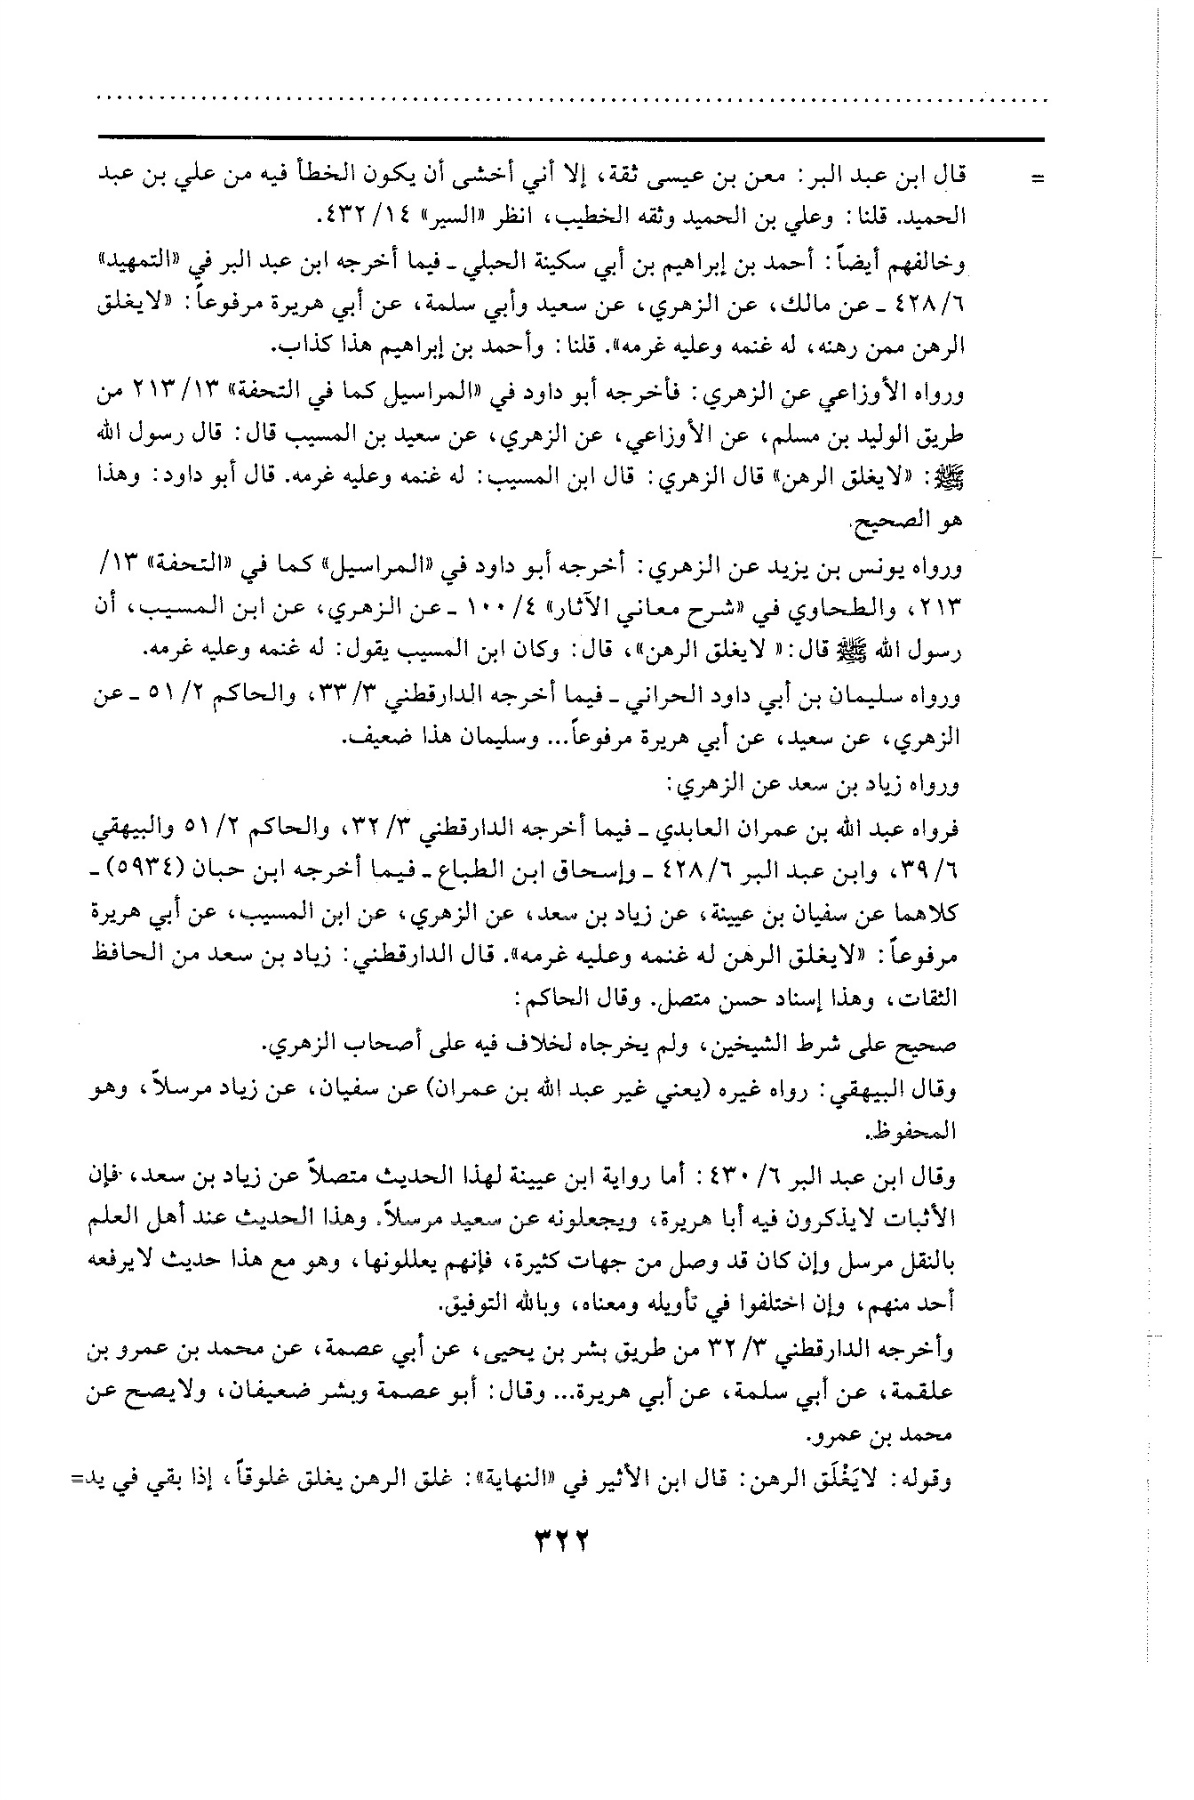 = قال ابن عبد البر: معن بن عيسى ثقة، إلا أني أخشى أن يكون الخطأ فيه من علي بن عبد
الحميد. قلنا: وعلي بن الحميد وثقه الخطيب، انظر «السير» ١٤/ ٤٣٢.
وخالفهم أيضاً: أحمد بن إبراهيم بن أبي سكينة الحبلي ـ فيما أخرجه ابن عبد البر في «التمهيد»
٦/ ٤٢٨ ـ عن مالك، عن الزهري، عن سعيد وأبي سلمة، عن أبي هريرة مرفوعاً: «لايغلق
الرهن ممن رهنه، له غنمه وعليه غرمه». قلنا: وأحمد بن إبراهيم هذا كذاب.
ورواه الأوزاعي عن الزهري: فأخرجه أبو داود في «المراسيل كما في التحفة» ١٣/ ٢١٣ من
طريق الوليد بن مسلم، عن الأوزاعي، عن الزهري، عن سعيد بن المسيب قال: قال رسول الله
ﷺ: «لايغلق الرهن» قال الزهري: قال ابن المسيب: له غنمه وعليه غرمه. قال أبو داود: وهذا
هو الصحيح.
ورواه يونس بن يزيد عن الزهري: أخرجه أبو داود في «المراسيل» كما في «التحفة» ١٣/
٢١٣، والطحاوي في «شرح معاني الآثار» ٤/ ١٠٠ ـ عن الزهري، عن ابن المسيب، أن
رسول الله ﷺ قال: « لايغلق الرهن»، قال: وكان ابن المسيب يقول: له غنمه وعليه غرمه.
ورواه سليمان بن أبي داود الحراني ـ فيما أخرجه الدارقطني ٣/ ٣٣، والحاكم ٢/ ٥١ ـ عن
الزهري، عن سعيد، عن أبي هريرة مرفوعاً... وسليمان هذا ضعيف.
ورواه زياد بن سعد عن الزهري:
فرواه عبد الله بن عمران العابدي ـ فيما أخرجه الدارقطني ٣/ ٣٢، والحاكم ٢/ ٥١ والبيهقي
٦/ ٣٩، وابن عبد البر ٦/ ٤٢٨ ـ وإسحاق ابن الطباع ـ فيما أخرجه ابن حبان (٥٩٣٤) ـ
كلاهما عن سفيان بن عيينة، عن زياد بن سعد، عن الزهري، عن ابن المسيب، عن أبي هريرة
مرفوعاً: «لايغلق الرهن له غنمه وعليه غرمه». قال الدارقطني: زياد بن سعد من الحافظ
الثقات، وهذا إسناد حسن متصل. وقال الحاكم:
صحيح على شرط الشيخين، ولم يخرجاه لخلاف فيه على أصحاب الزهري.
وقال البيهقي: رواه غيره (يعني غير عبد الله بن عمران) عن سفيان، عن زياد مرسلاً، وهو
المحفوظ.
وقال ابن عبد البر ٦/ ٤٣٠: أما رواية ابن عيينة لهذا الحديث متصلاً عن زياد بن سعد، فإن
الأثبات لايذكرون فيه أبا هريرة، ويجعلونه عن سعيد مرسلاً. وهذا الحديث عند أهل العلم
بالنقل مرسل وإن كان قد وصل من جهات كثيرة، فإنهم يعللونها، وهو مع هذا حديث لايرفعه
أحد منهم، وإن اختلفوا في تأويله ومعناه، وبالله التوفيق.
وأخرجه الدارقطني ٣/ ٣٢ من طريق بشر بن يحيى، عن أبي عصمة، عن محمد بن عمرو بن
علقمة، عن أبي سلمة، عن أبي هريرة... وقال: أبو عصمة وبشر ضعيفان، ولايصح عن
محمد بن عمرو.
وقوله: لايَغْلَق الرهن: قال ابن الأثير في «النهاية»: غلق الرهن يغلق غلوقاً، إذا بقي في يد=
٣٢٢